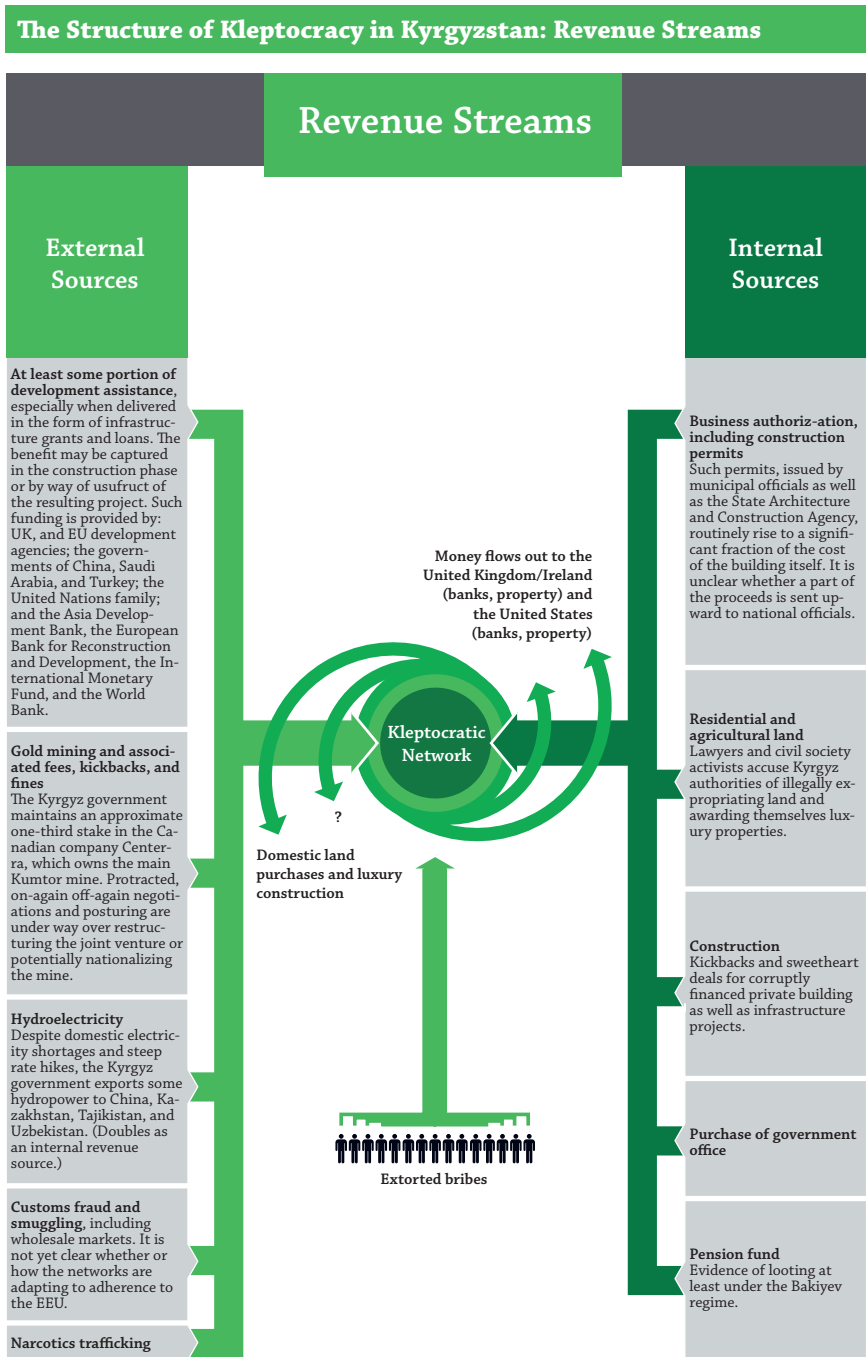 The Structure of Kleptocracy in Kyrgyzstan: Revenue Streams
Revenue Streams
External
Sources
At least some portion of
development assistance,
especially when delivered
in the form of infrastruc-
ture grants and loans. The
benefit may be captured
in the construction phase
or by way of usufruct of
the resulting project. Such
funding is provided by:
UK, and EU development
agencies; the govern-
ments of China, Saudi
Arabia, and Turkey; the
United Nations family;
and the Asia Develop-
ment Bank, the European
Bank for Reconstruction
and Development, the In-
ternational Monetary
Fund, and the World
Bank.
Gold mining and associ-
ated fees, kickbacks, and
fines
The Kyrgyz government
maintains an approximate
one-third stake in the Ca-
nadian company Center-
ra, which owns the main
Kumtor mine. Protracted,
on-again off-again negoti-
ations and posturing are
under way over restruc-
turing the joint venture or
potentially nationalizing
the mine.
Hydroelectricity
Despite domestic electric-
ity shortages and steep
rate hikes, the Kyrgyz
government exports some
hydropower to China, Ka-
zakhstan, Tajikistan, and
Uzbekistan. (Doubles as
an internal revenue
source.)
Customs fraud and
smuggling, including
wholesale markets. It is
not yet clear whether or
how the networks are
adapting to adherence to
the EEU.
Narcotics trafficking
Money flows out to the
United Kingdom/Ireland
(banks, property) and
the United States
(banks, property)
Kleptocratic
Network
?
Domestic land
purchases and luxury
construction
Extorted bribes
Internal
Sources
Business authoriz-ation,
including construction
permits
Such permits, issued by
municipal officials as well
as the State Architecture
and Construction Agency,
routinely rise to a signifi-
cant fraction of the cost
of the building itself. It is
unclear whether a part of
the proceeds is sent up-
ward to national officials.
Residential and
agricultural land
Lawyers and civil society
activists accuse Kyrgyz
authorities of illegally ex-
propriating land and
awarding themselves lux-
ury properties.
Construction
Kickbacks and sweetheart
deals for corruptly
financed private building
as well as infrastructure
projects.
Purchase of government
office
Pension fund
Evidence of looting at
least under the Bakiyev
regime.